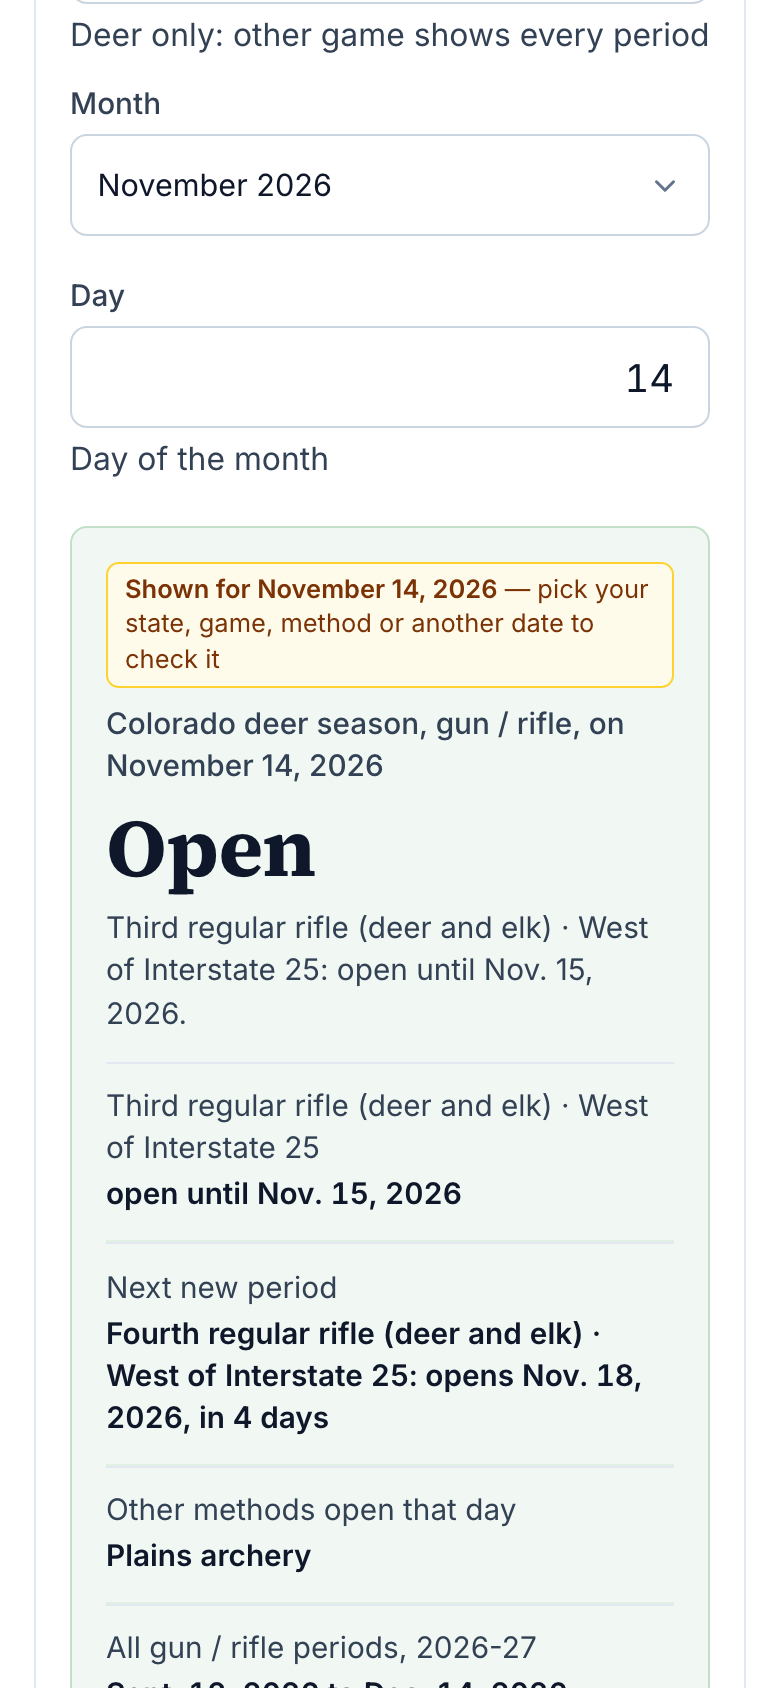 Deer only: other game shows every period
Month
November 2026
Day
14
Day of the month
Shown for November 14, 2026 — pick your
state, game, method or another date to
check it
Colorado deer season, gun / rifle, on
November 14, 2026
Open
Third regular rifle (deer and elk) · West
of Interstate 25: open until Nov. 15,
2026.
Third regular rifle (deer and elk) · West
of Interstate 25
open until Nov. 15, 2026
Next new period
Fourth regular rifle (deer and elk) ·
West of Interstate 25: opens Nov. 18,
2026, in 4 days
Other methods open that day
Plains archery
All gun / rifle periods, 2026-27